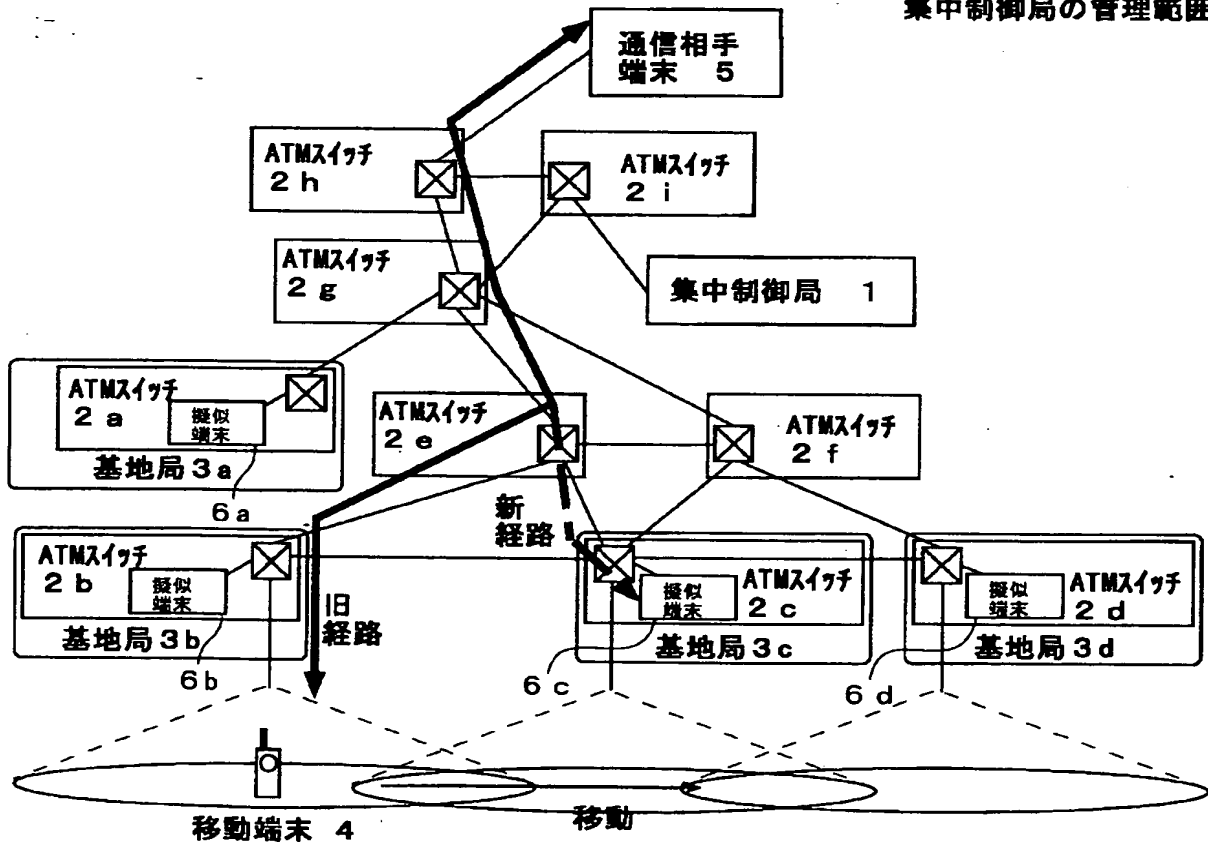 集中制御局の管理範囲
通信相手
端末 5
ATMスイッチ
2 h
ATMスイッチ
2 i
ATMスイッチ
2 g
集中制御局 1
ATMスイッチ
2 a
擬似
端末
基地局3a
6a
ATMスイッチ
2 e
ATMスイッチ
2 f
新
経路
ATMスイッチ
2 b
擬似
端末
基地局3b
6b
旧
経路
擬似
端末
ATMスイッチ
2 c
基地局3c
6c
擬似
端末
ATMスイッチ
2 d
基地局3d
6d
移動端末 4
移動